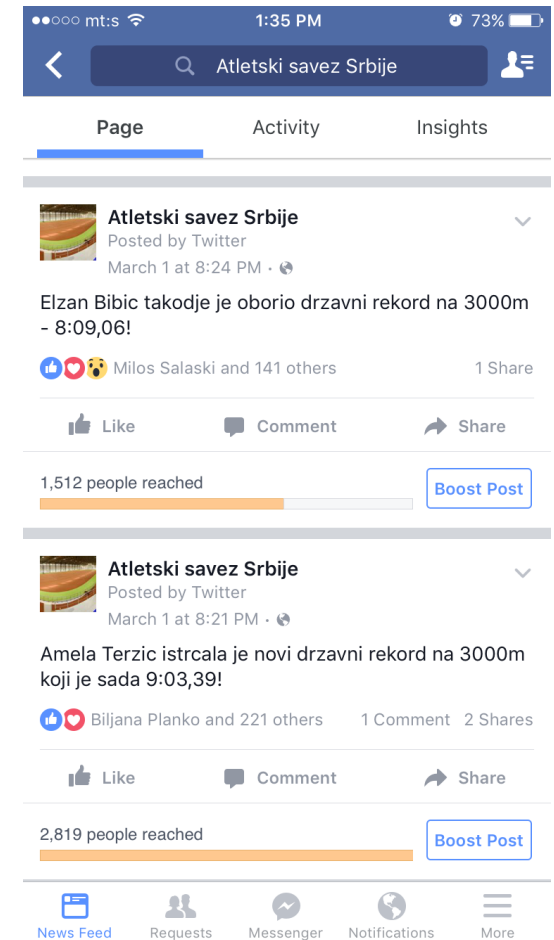 mt:s 1:35 PM 73%
Atletski savez Srbije
Page Activity Insights
Atletski savez Srbije
Posted by Twitter
March 1 at 8:24 PM ·
Elzan Bibic takodje je oborio drzavni rekord na 3000m
- 8:09,06!
Milos Salaski and 141 others 1 Share
Like Comment Share
1,512 people reached
Boost Post
Atletski savez Srbije
Posted by Twitter
March 1 at 8:21 PM ·
Amela Terzic istrcala je novi drzavni rekord na 3000m
koji je sada 9:03,39!
Biljana Planko and 221 others 1 Comment 2 Shares
Like Comment Share
2,819 people reached
Boost Post
News Feed Requests Messenger Notifications More